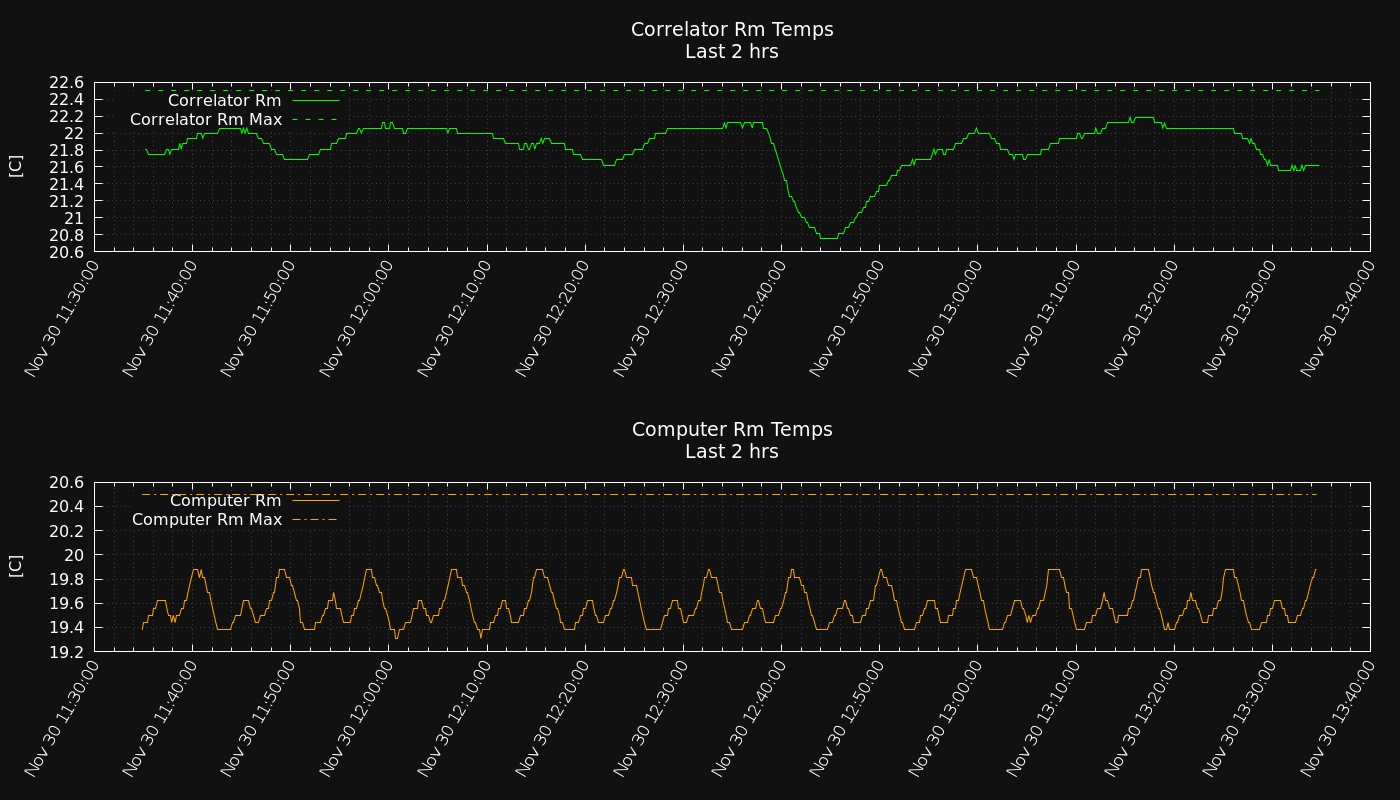 Correlator Rm Temps
Last 2 hrs
22.6
22.4
22.2
22
21.8
21.6
21.4
21.2
21
20.8
20.6
[C]
Correlator Rm
Correlator Rm Max
Nov 30 11:30:00
Nov 30 11:40:00
Nov 30 11:50:00
Nov 30 12:00:00
Nov 30 12:10:00
Nov 30 12:20:00
Nov 30 12:30:00
Nov 30 12:40:00
Nov 30 12:50:00
Nov 30 13:00:00
Nov 30 13:10:00
Nov 30 13:20:00
Nov 30 13:30:00
Nov 30 13:40:00
Computer Rm Temps
Last 2 hrs
20.6
20.4
20.2
20
19.8
19.6
19.4
19.2
[C]
Computer Rm
Computer Rm Max
Nov 30 11:30:00
Nov 30 11:40:00
Nov 30 11:50:00
Nov 30 12:00:00
Nov 30 12:10:00
Nov 30 12:20:00
Nov 30 12:30:00
Nov 30 12:40:00
Nov 30 12:50:00
Nov 30 13:00:00
Nov 30 13:10:00
Nov 30 13:20:00
Nov 30 13:30:00
Nov 30 13:40:00